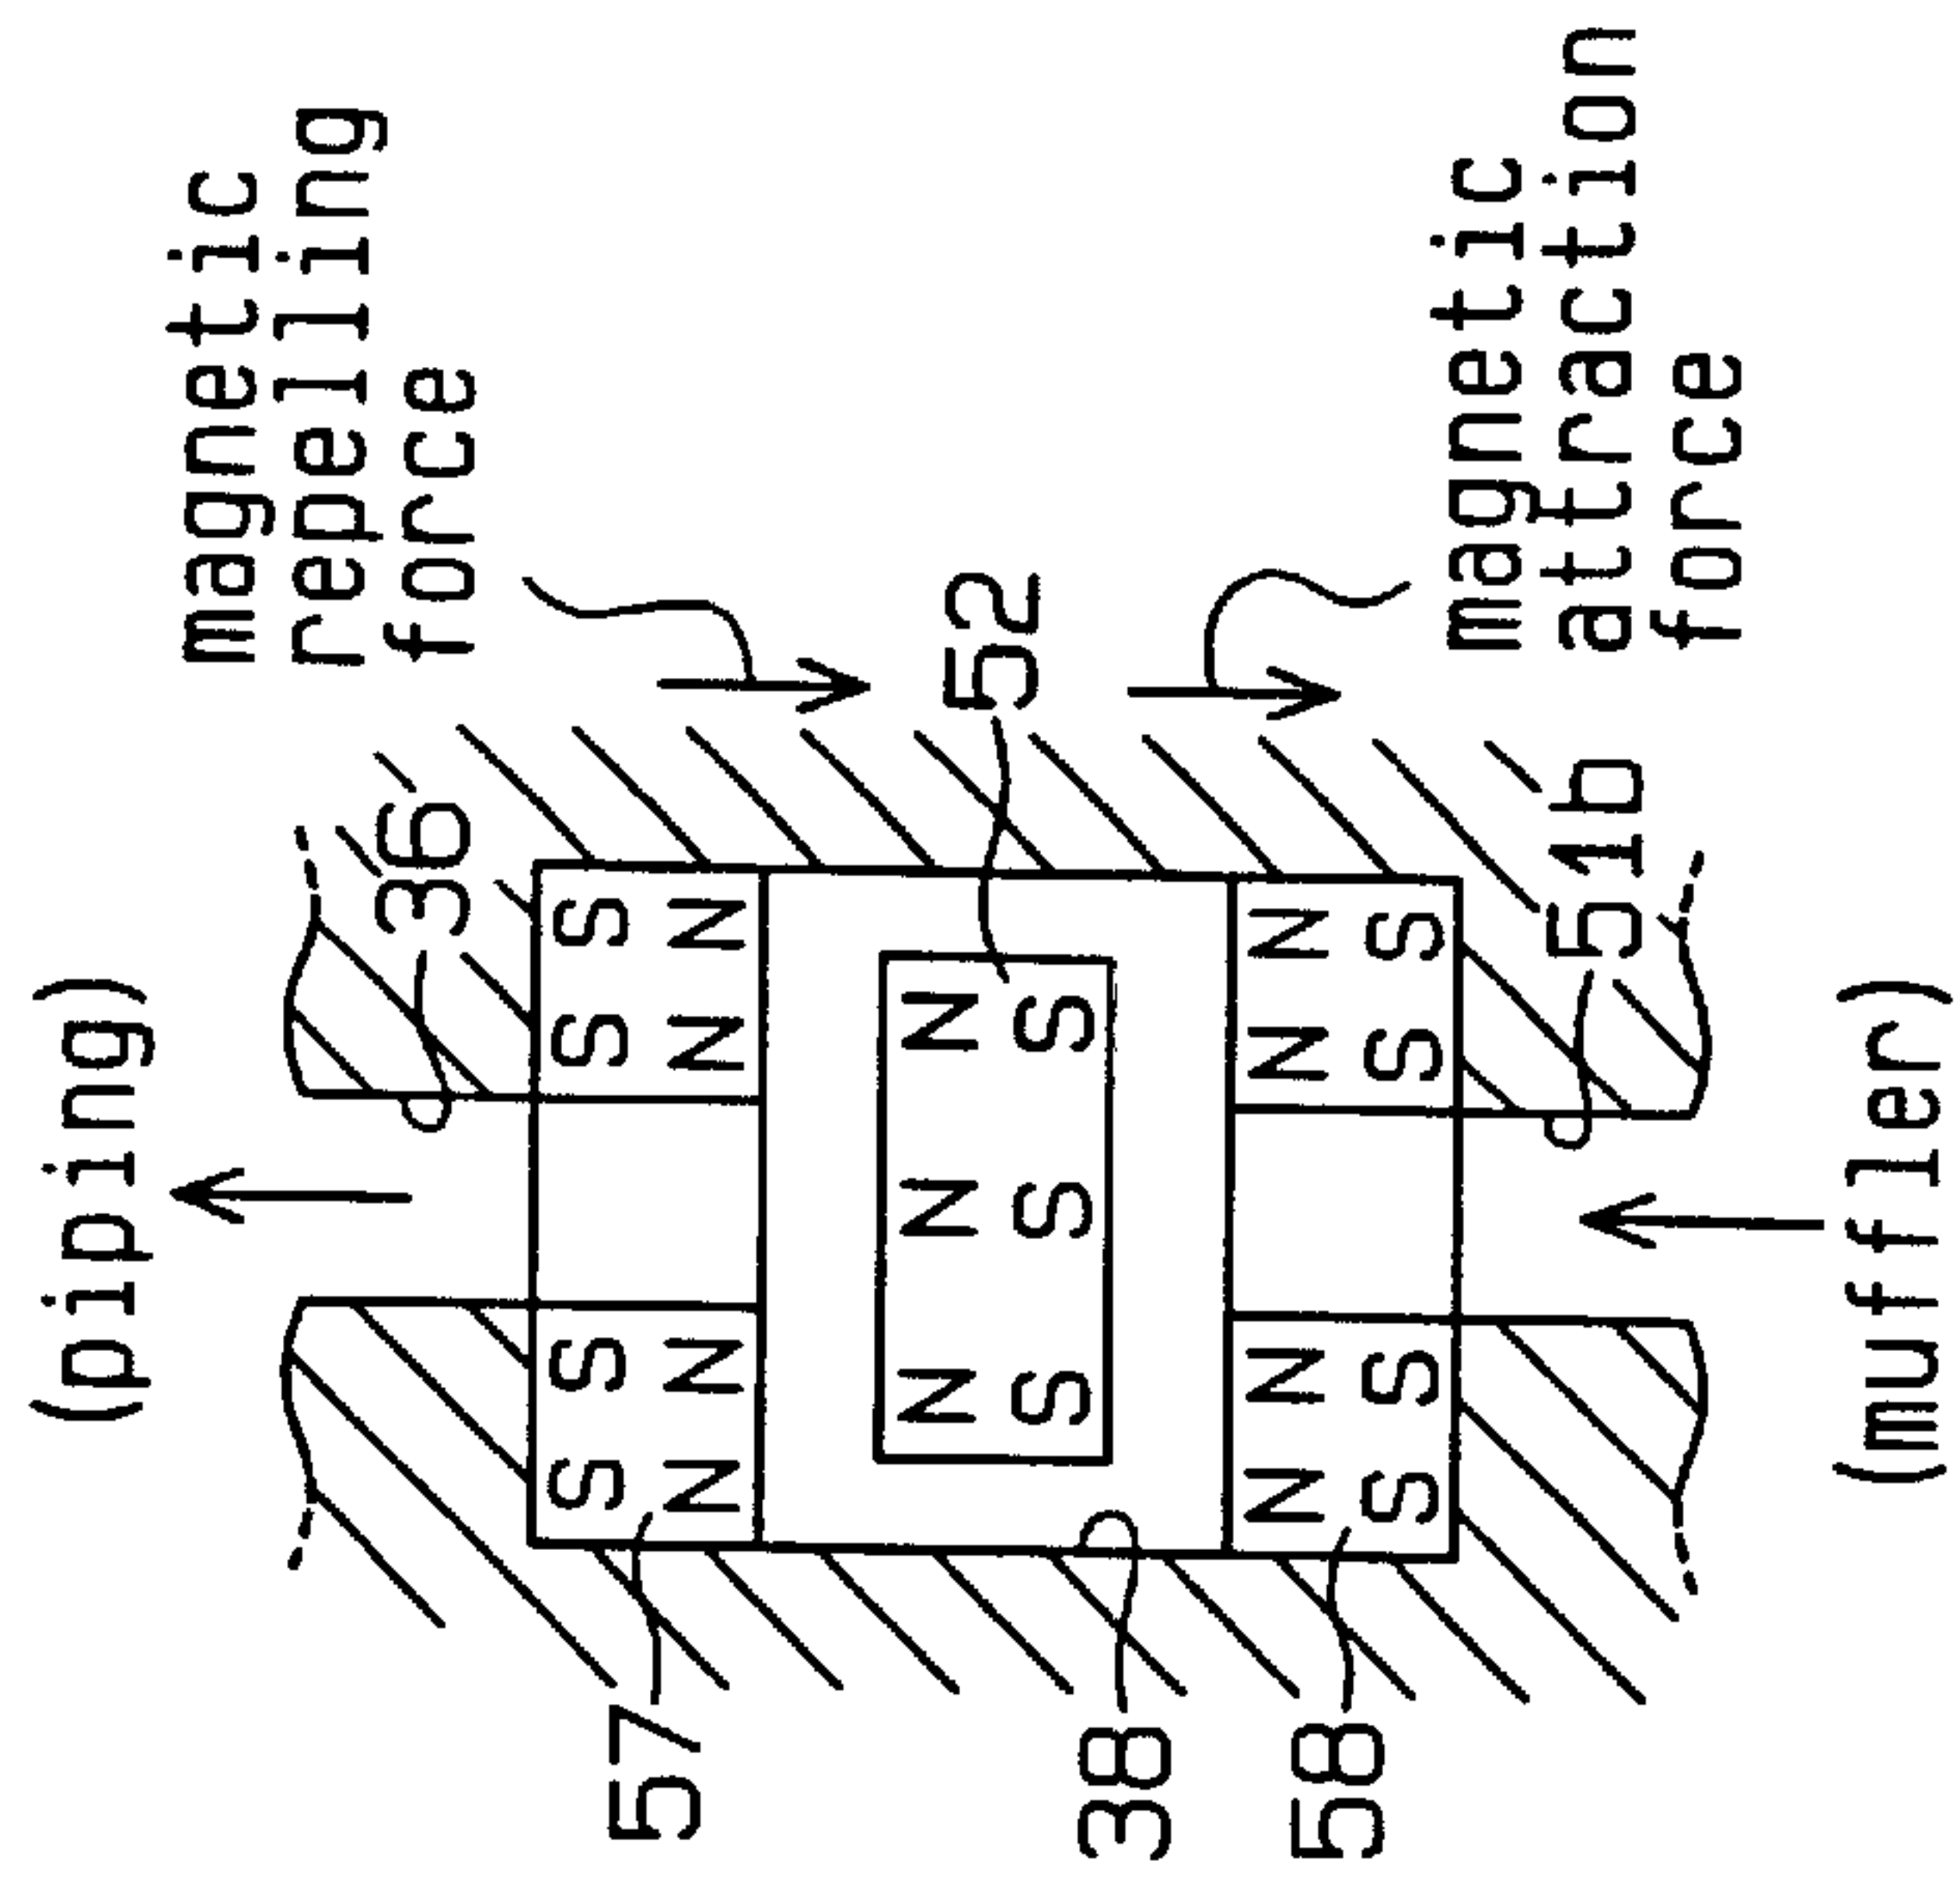 (piping)
magnetic
repelling
force
36
S S S S
57
N N N N
N N N
52
S S S
38
N N N N
58
S S S S
magnetic
attraction
force
51b
(muffler)